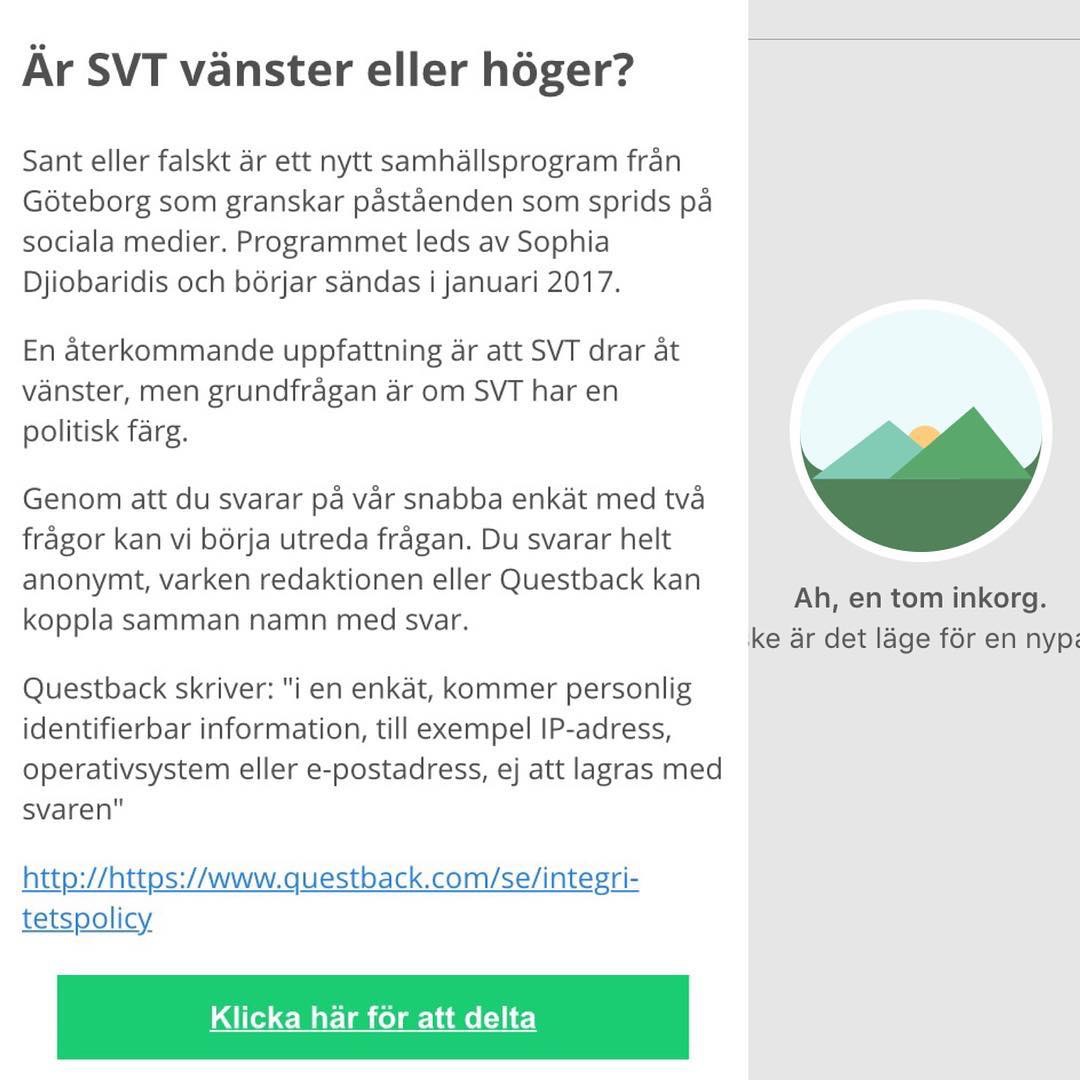 Är SVT vänster eller höger?
Sant eller falskt är ett nytt samhällsprogram från
Göteborg som granskar påståenden som sprids på
sociala medier. Programmet leds av Sophia
Djiobaridis och börjar sändas i januari 2017.
En återkommande uppfattning är att SVT drar åt
vänster, men grundfrågan är om SVT har en
politisk färg.
Genom att du svarar på vår snabba enkät med två
frågor kan vi börja utreda frågan. Du svarar helt
anonymt, varken redaktionen eller Questback kan
koppla samman namn med svar.
Questback skriver: "i en enkät, kommer personlig
identifierbar information, till exempel IP-adress,
operativsystem eller e-postadress, ej att lagras med
svaren"
http://https://www.questback.com/se/integri-
tetspolicy
Klicka här för att delta
Ah, en tom inkorg.
är det läge för en